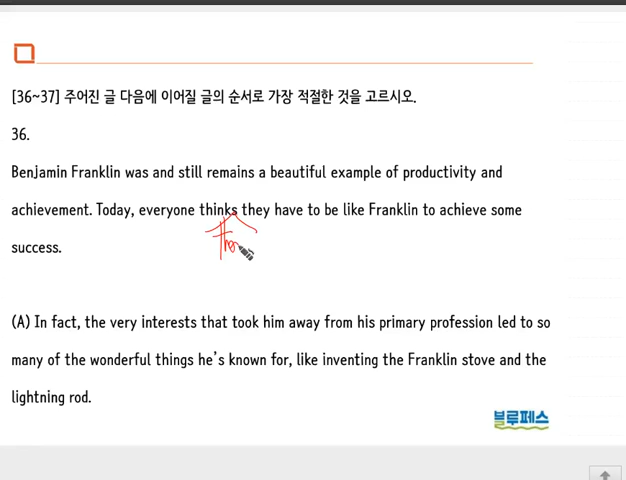 [36~37] 주어진 글 다음에 이어질 글의 순서로 가장 적절한 것을 고르시오.
36.
Benjamin Franklin was and still remains a beautiful example of productivity and
achievement. Today, everyone thinks they have to be like Franklin to achieve some
success.
(A) In fact, the very interests that took him away from his primary profession led to so
many of the wonderful things he's known for, like inventing the Franklin stove and the
lightning rod.
블루페스